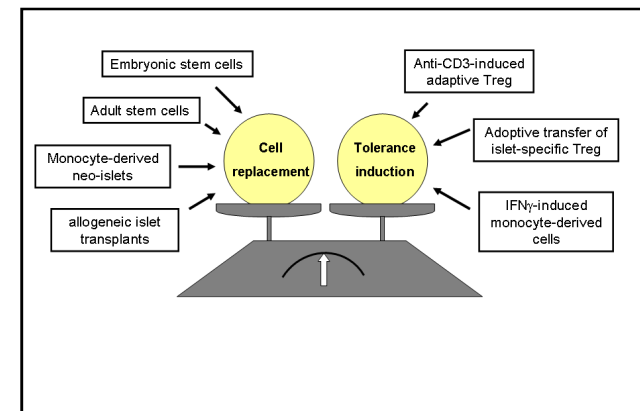 Embryonic stem cells
Adult stem cells
Monocyte-derived
neo-islets
allogeneic islet
transplants
Cell
replacement
Tolerance
induction
Anti-CD3-induced
adaptive Treg
Adoptive transfer of
islet-specific Treg
IFNγ-induced
monocyte-derived
cells